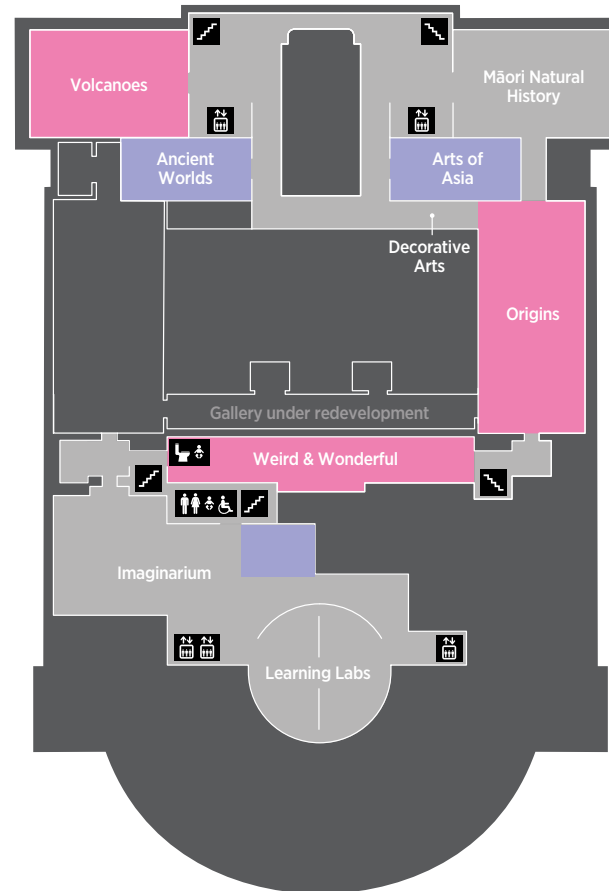 Volcanoes
Māori Natural
History
Ancient
Worlds
Arts of
Asia
Decorative
Arts
Origins
Gallery under redevelopment
Weird & Wonderful
Imaginarium
Learning Labs